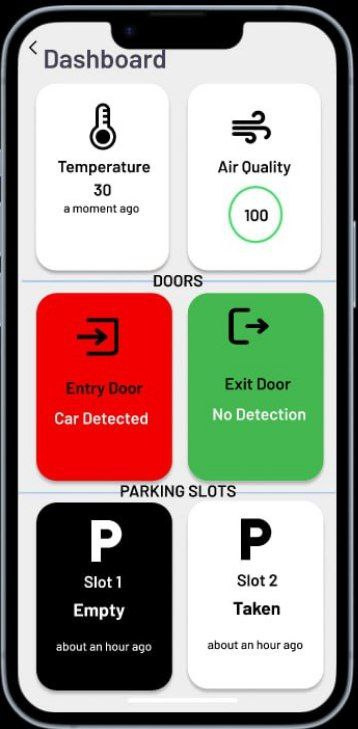 Dashboard
Temperature
30
a moment ago
Air Quality
100
DOORS
Entry Door
Car Detected
Exit Door
No Detection
PARKING SLOTS
P
Slot 1
Empty
about an hour ago
P
Slot 2
Taken
about an hour ago